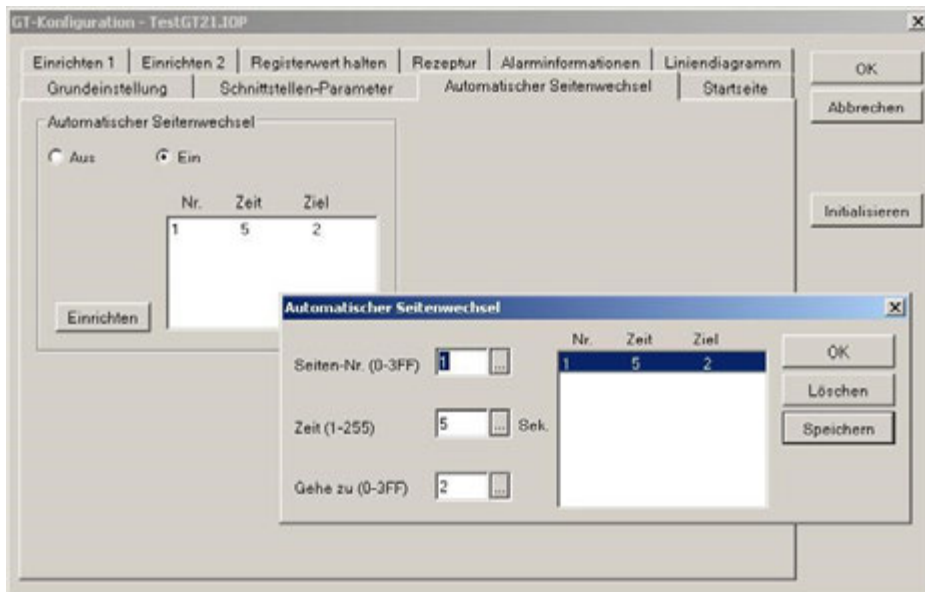 GT-Konfiguration - TestGT21.IOP
Einrichten 1 Einrichten 2 Registerwert halten Rezeptur Alarminformationen Liniendiagramm
Grundeinstellung Schnittstellen-Parameter Automatischer Seitenwechsel Startseite
OK
Abbrechen
Initialisieren
Automatischer Seitenwechsel
Aus Ein
Nr. Zeit Ziel
1 5 2
Einrichten
Automatischer Seitenwechsel
Seiten-Nr. (0-3FF) 1 ...
Zeit (1-255) 5 ... Sek.
Gehe zu (0-3FF) 2 ...
Nr. Zeit Ziel
1 5 2
OK
Löschen
Speichern